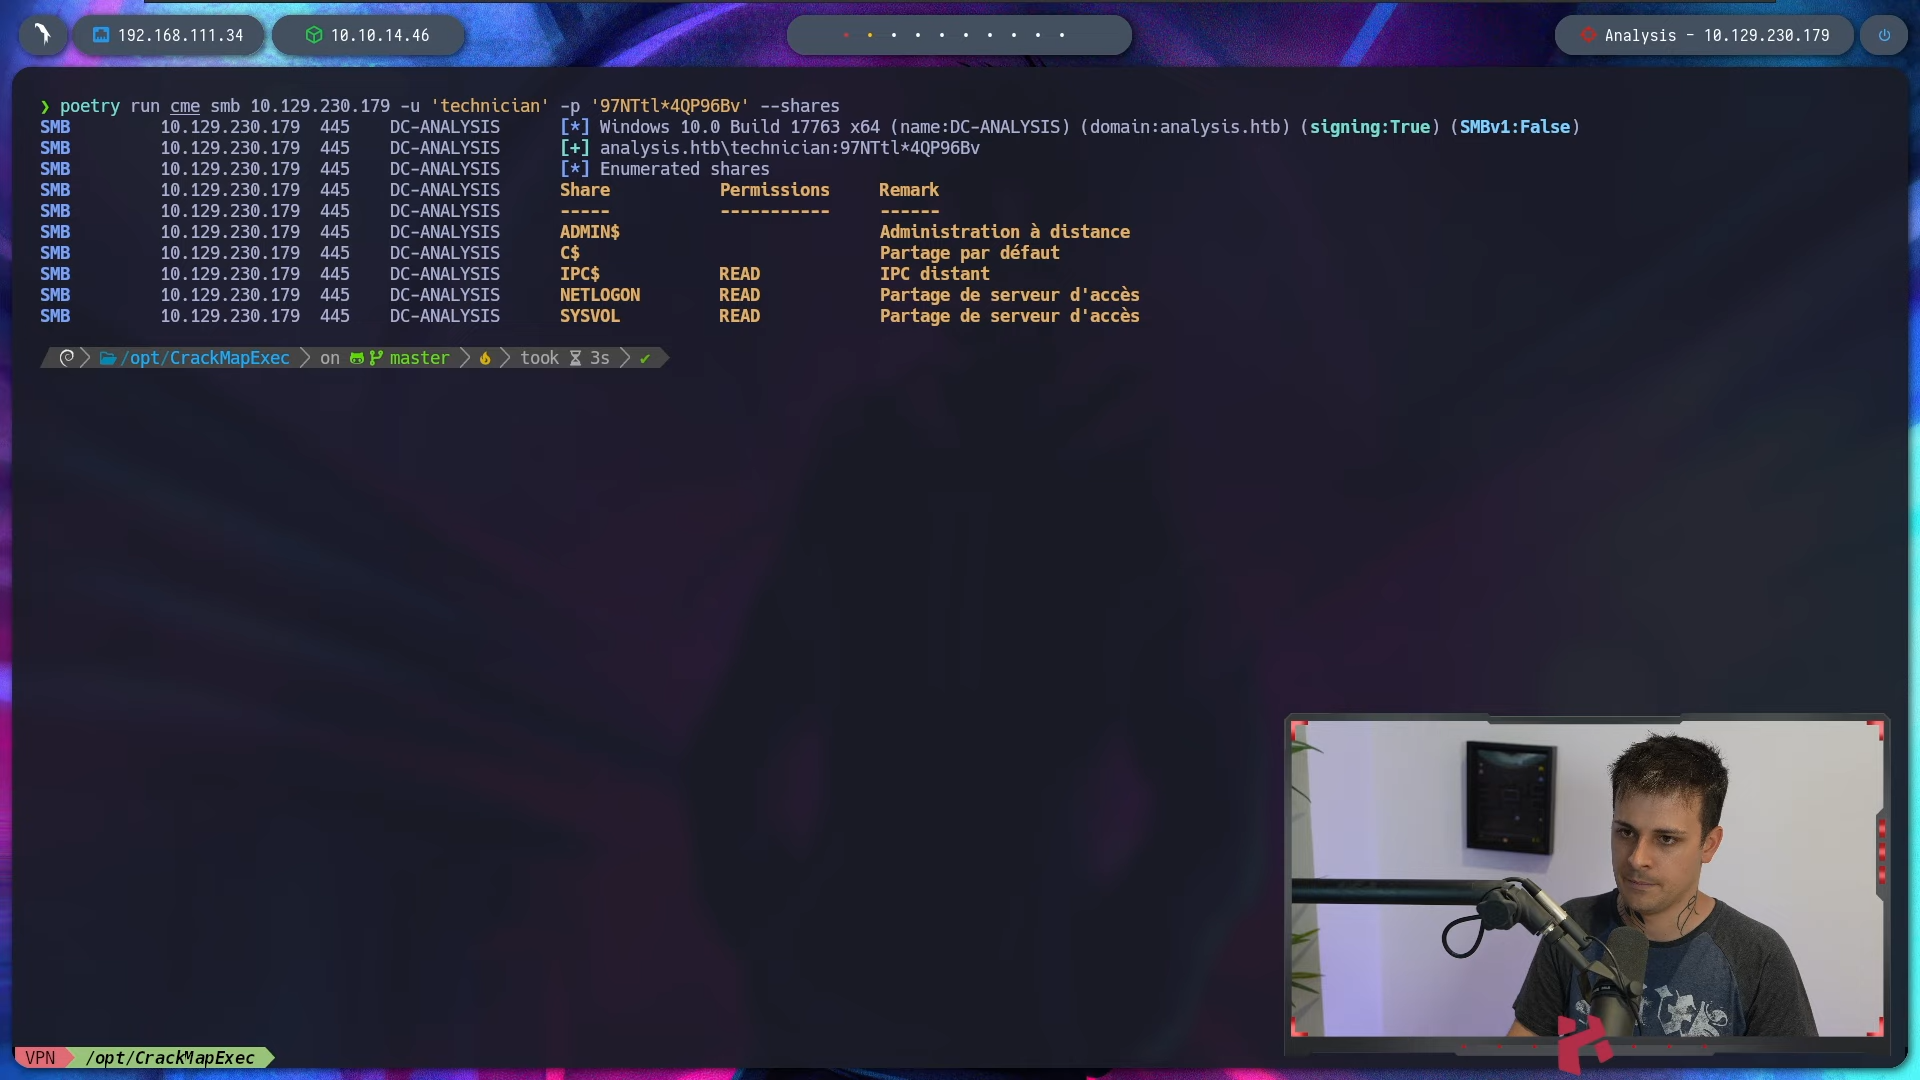 192.168.111.34 10.10.14.46 Analysis - 10.129.230.179
❯ poetry run cme smb 10.129.230.179 -u 'technician' -p '97NTtl*4QP96Bv' --shares
SMB 10.129.230.179 445 DC-ANALYSIS [*] Windows 10.0 Build 17763 x64 (name:DC-ANALYSIS) (domain:analysis.htb) (signing:True) (SMBv1:False)
SMB 10.129.230.179 445 DC-ANALYSIS [+] analysis.htb\technician:97NTtl*4QP96Bv
SMB 10.129.230.179 445 DC-ANALYSIS [*] Enumerated shares
SMB 10.129.230.179 445 DC-ANALYSIS Share Permissions Remark
SMB 10.129.230.179 445 DC-ANALYSIS ----- ----------- ------
SMB 10.129.230.179 445 DC-ANALYSIS ADMIN$ Administration à distance
SMB 10.129.230.179 445 DC-ANALYSIS C$ Partage par défaut
SMB 10.129.230.179 445 DC-ANALYSIS IPC$ READ IPC distant
SMB 10.129.230.179 445 DC-ANALYSIS NETLOGON READ Partage de serveur d'accès
SMB 10.129.230.179 445 DC-ANALYSIS SYSVOL READ Partage de serveur d'accès
/opt/CrackMapExec on master took 3s ✔
VPN /opt/CrackMapExec